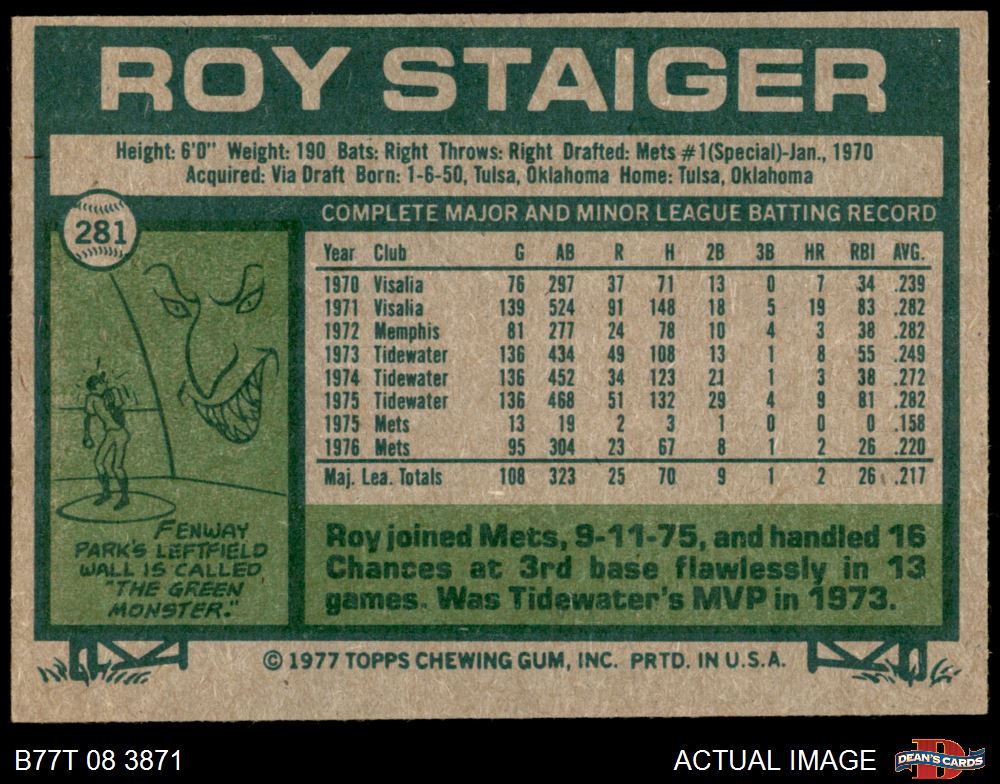 ROY STAIGER
Height: 6'0" Weight: 190 Bats: Right Throws: Right Drafted: Mets #1(Special)-Jan., 1970
Acquired: Via Draft Born: 1-6-50, Tulsa, Oklahoma Home: Tulsa, Oklahoma
281
COMPLETE MAJOR AND MINOR LEAGUE BATTING RECORD
Year Club G AB R H 2B 3B HR RBI AVG.
1970 Visalia 76 297 37 71 13 0 7 34 .239
1971 Visalia 139 524 91 148 18 5 19 83 .282
1972 Memphis 81 277 24 78 10 4 3 38 .282
1973 Tidewater 136 434 49 108 13 1 8 55 .249
1974 Tidewater 136 452 34 123 21 1 3 38 .272
1975 Tidewater 136 468 51 132 29 4 9 81 .282
1975 Mets 13 19 2 3 1 0 0 0 .158
1976 Mets 95 304 23 67 8 1 2 26 .220
Maj. Lea. Totals 108 323 25 70 9 1 2 26 .217
FENWAY
PARK'S LEFTFIELD
WALL IS CALLED
"THE GREEN
MONSTER."
Roy joined Mets, 9-11-75, and handled 16
Chances at 3rd base flawlessly in 13
games. Was Tidewater's MVP in 1973.
© 1977 TOPPS CHEWING GUM, INC. PRTD. IN U.S.A.
B77T 08 3871
ACTUAL IMAGE
DEAN'S CARDS